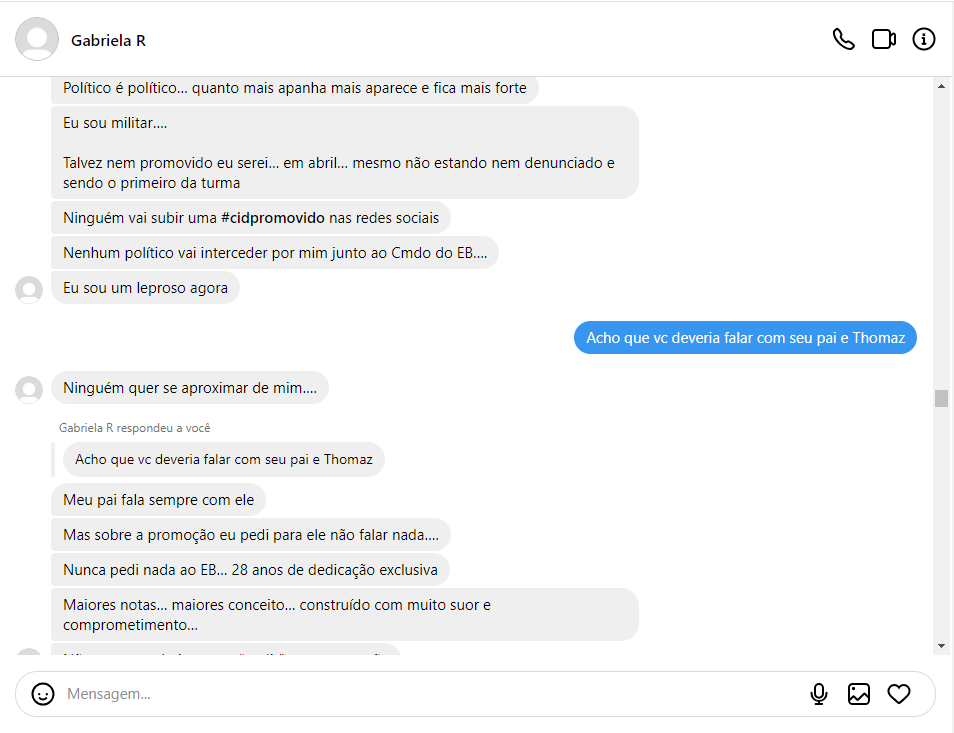 Gabriela R
Político é político... quanto mais apanha mais aparece e fica mais forte
Eu sou militar....
Talvez nem promovido eu serei... em abril... mesmo não estando nem denunciado e
sendo o primeiro da turma
Ninguém vai subir uma #cidpromovido nas redes sociais
Nenhum político vai interceder por mim junto ao Cmdo do EB....
Eu sou um leproso agora
Acho que vc deveria falar com seu pai e Thomaz
Ninguém quer se aproximar de mim....
Gabriela R respondeu a você
Acho que vc deveria falar com seu pai e Thomaz
Meu pai fala sempre com ele
Mas sobre a promoção eu pedi para ele não falar nada....
Nunca pedi nada ao EB... 28 anos de dedicação exclusiva
Maiores notas... maiores conceito... construído com muito suor e
comprometimento...
Mensagem...